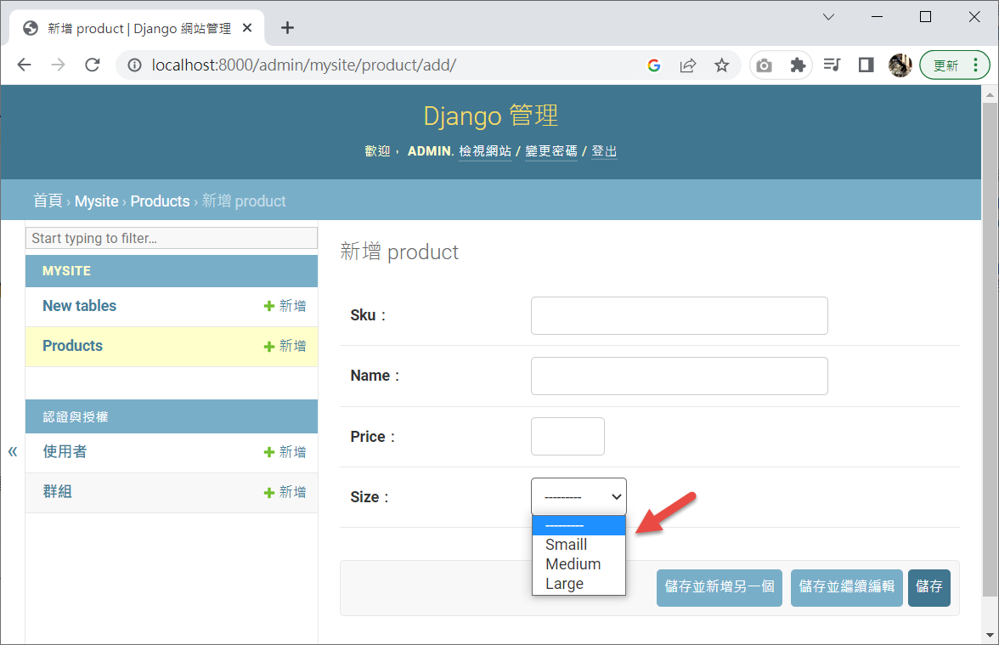 新增 product | Django 網站管理
localhost:8000/admin/mysite/product/add/
更新
Django 管理
歡迎， ADMIN. 檢視網站 / 變更密碼 / 登出
首頁 › Mysite › Products › 新增 product
Start typing to filter...
MYSITE
New tables 新增
Products 新增
認證與授權
使用者 新增
群組 新增
«
新增 product
Sku：
Name：
Price：
Size： ---------
---------
Smaill
Medium
Large
儲存並新增另一個 儲存並繼續編輯 儲存